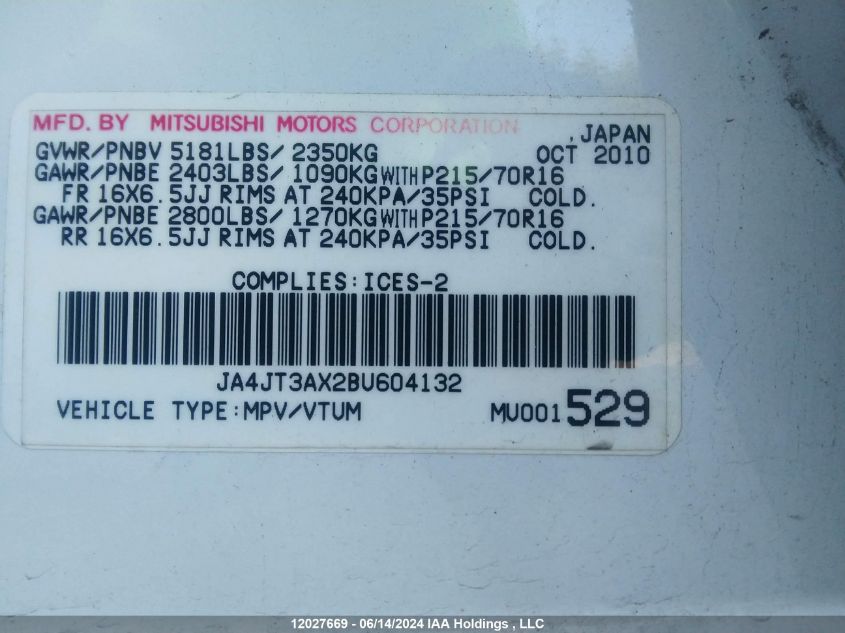 MFD. BY MITSUBISHI MOTORS CORPORATION ,JAPAN
GVWR/PNBV 5181LBS/ 2350KG OCT 2010
GAWR/PNBE 2403LBS/ 1090KG WITH P215/70R16
FR 16X6.5JJ RIMS AT 240KPA/35PSI COLD.
GAWR/PNBE 2800LBS/ 1270KG WITH P215/70R16
RR 16X6.5JJ RIMS AT 240KPA/35PSI COLD.
COMPLIES:ICES-2
JA4JT3AX2BU604132
VEHICLE TYPE:MPV/VTUM MU001529
12027669 - 06/14/2024 IAA Holdings , LLC